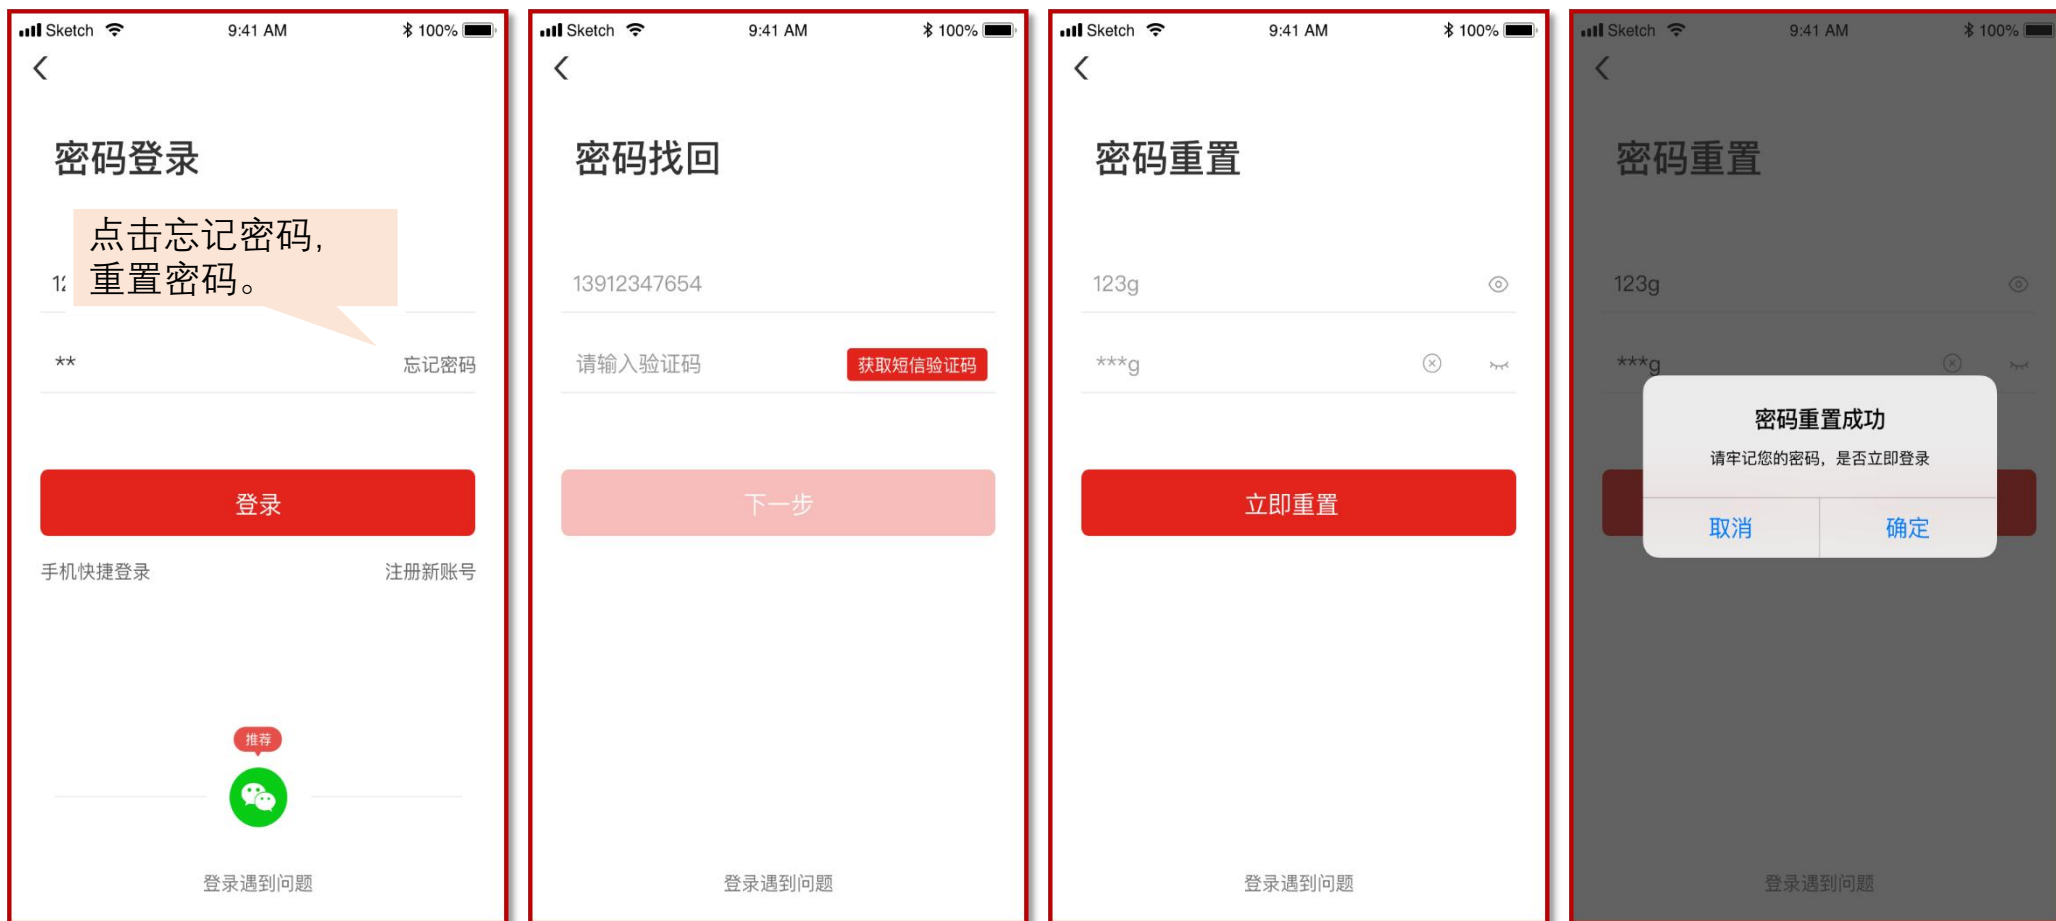 Sketch 9:41 AM 100%
密码登录
点击忘记密码,
重置密码。
12
**
忘记密码
登录
手机快捷登录 注册新账号
推荐
登录遇到问题
Sketch 9:41 AM 100%
密码找回
13912347654
请输入验证码 获取短信验证码
下一步
登录遇到问题
Sketch 9:41 AM 100%
密码重置
123g
***g
立即重置
登录遇到问题
Sketch 9:41 AM 100%
密码重置
123g
***g
密码重置成功
请牢记您的密码，是否立即登录
取消 确定
登录遇到问题